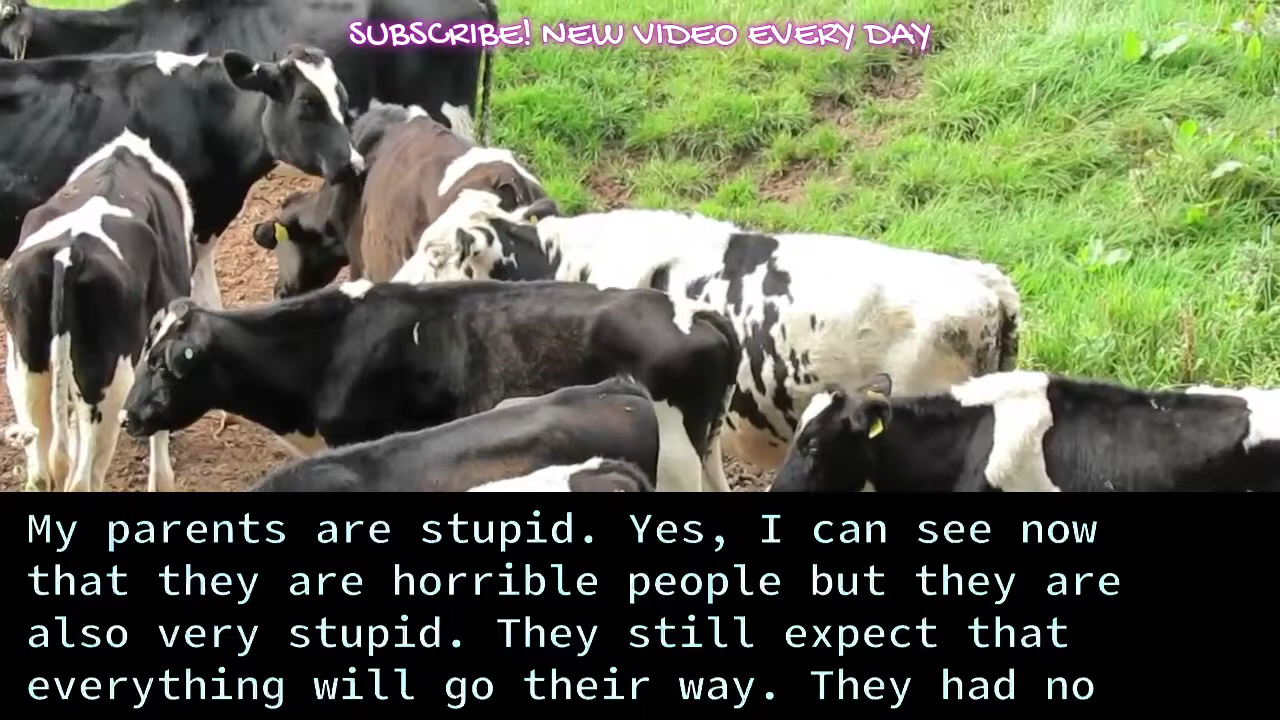 SUBSCRIBE! NEW VIDEO EVERY DAY
My parents are stupid. Yes, I can see now
that they are horrible people but they are
also very stupid. They still expect that
everything will go their way. They had no